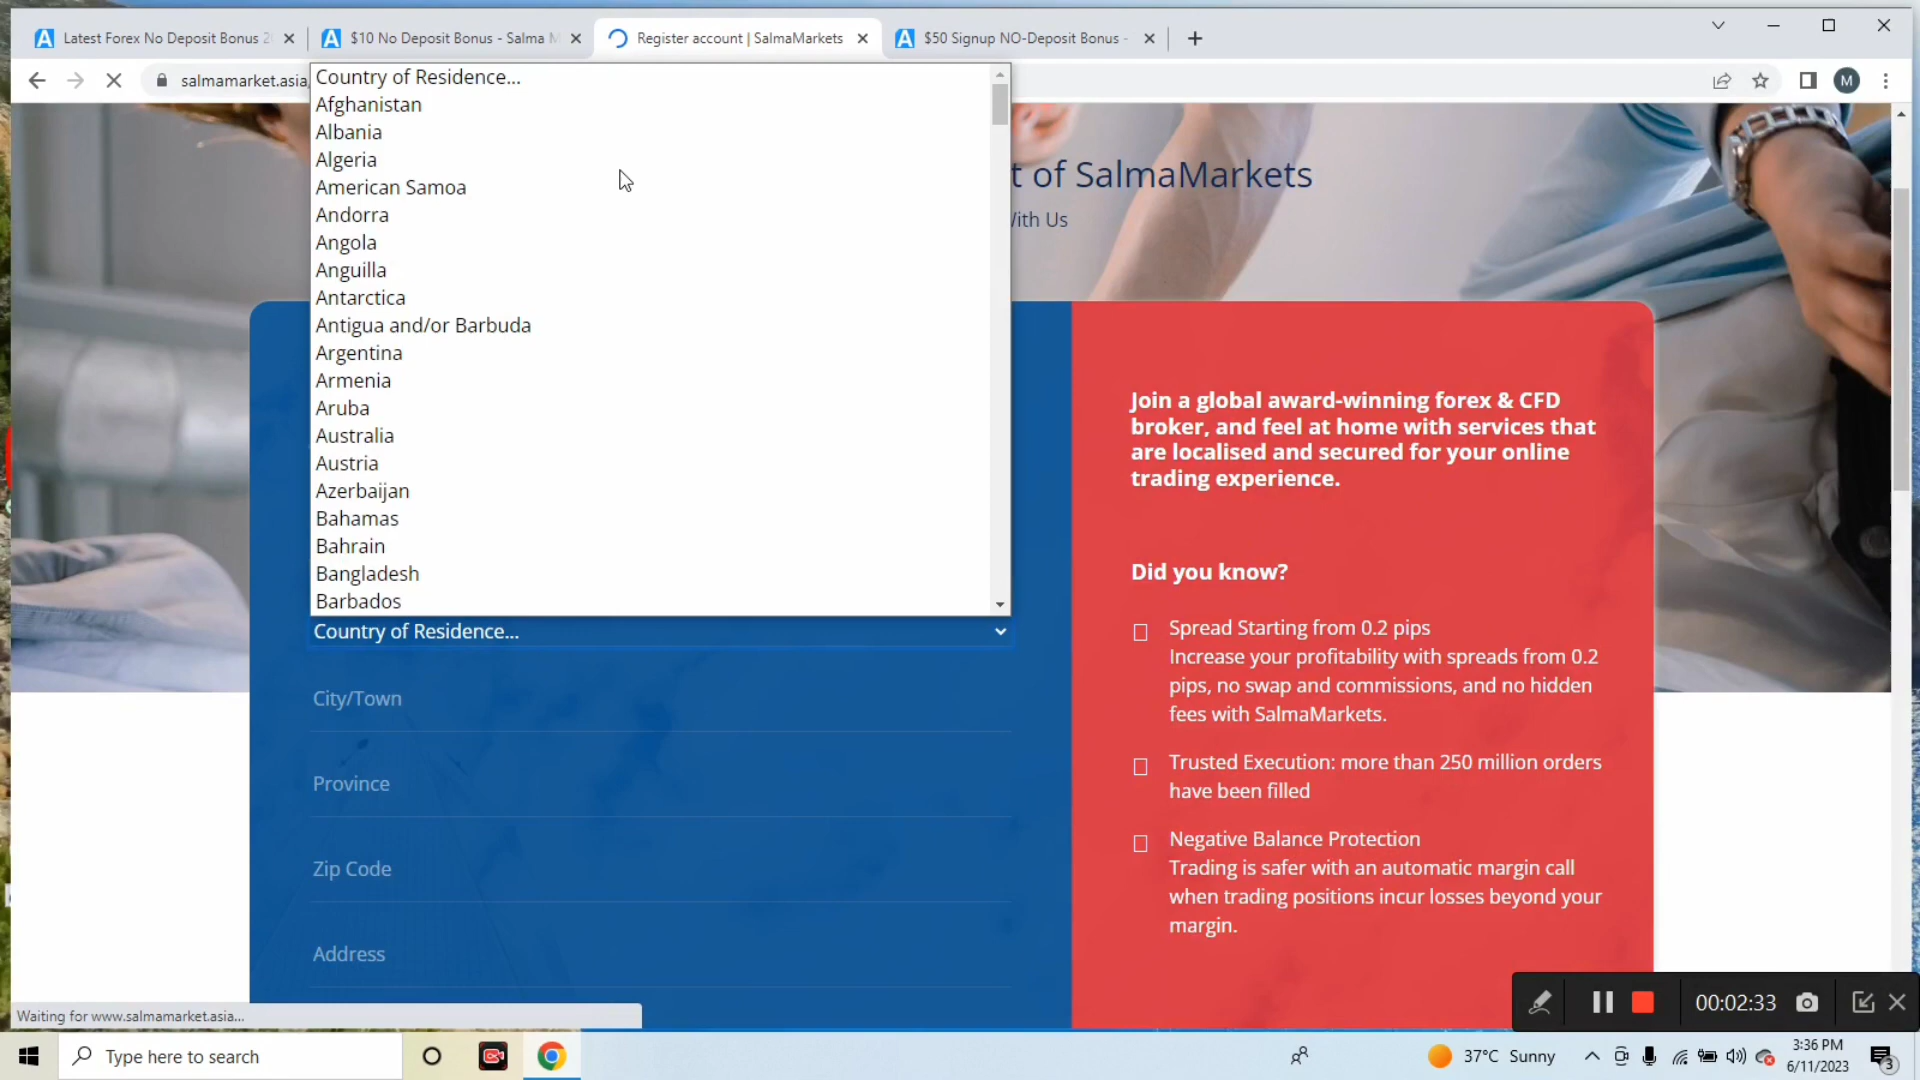 Latest Forex No Deposit Bonus 2
$10 No Deposit Bonus - Salma M
Register account | SalmaMarkets
$50 Signup NO-Deposit Bonus -
salmamarket.asia
M
Country of Residence...
Afghanistan
Albania
Algeria
American Samoa
Andorra
Angola
Anguilla
Antarctica
Antigua and/or Barbuda
Argentina
Armenia
Aruba
Australia
Austria
Azerbaijan
Bahamas
Bahrain
Bangladesh
Barbados
Country of Residence...
City/Town
Province
Zip Code
Address
t of SalmaMarkets
With Us
Join a global award-winning forex & CFD
broker, and feel at home with services that
are localised and secured for your online
trading experience.
Did you know?
Spread Starting from 0.2 pips
Increase your profitability with spreads from 0.2
pips, no swap and commissions, and no hidden
fees with SalmaMarkets.
Trusted Execution: more than 250 million orders
have been filled
Negative Balance Protection
Trading is safer with an automatic margin call
when trading positions incur losses beyond your
margin.
00:02:33
Waiting for www.salmamarket.asia...
Type here to search
37°C Sunny
3:36 PM
6/11/2023
3